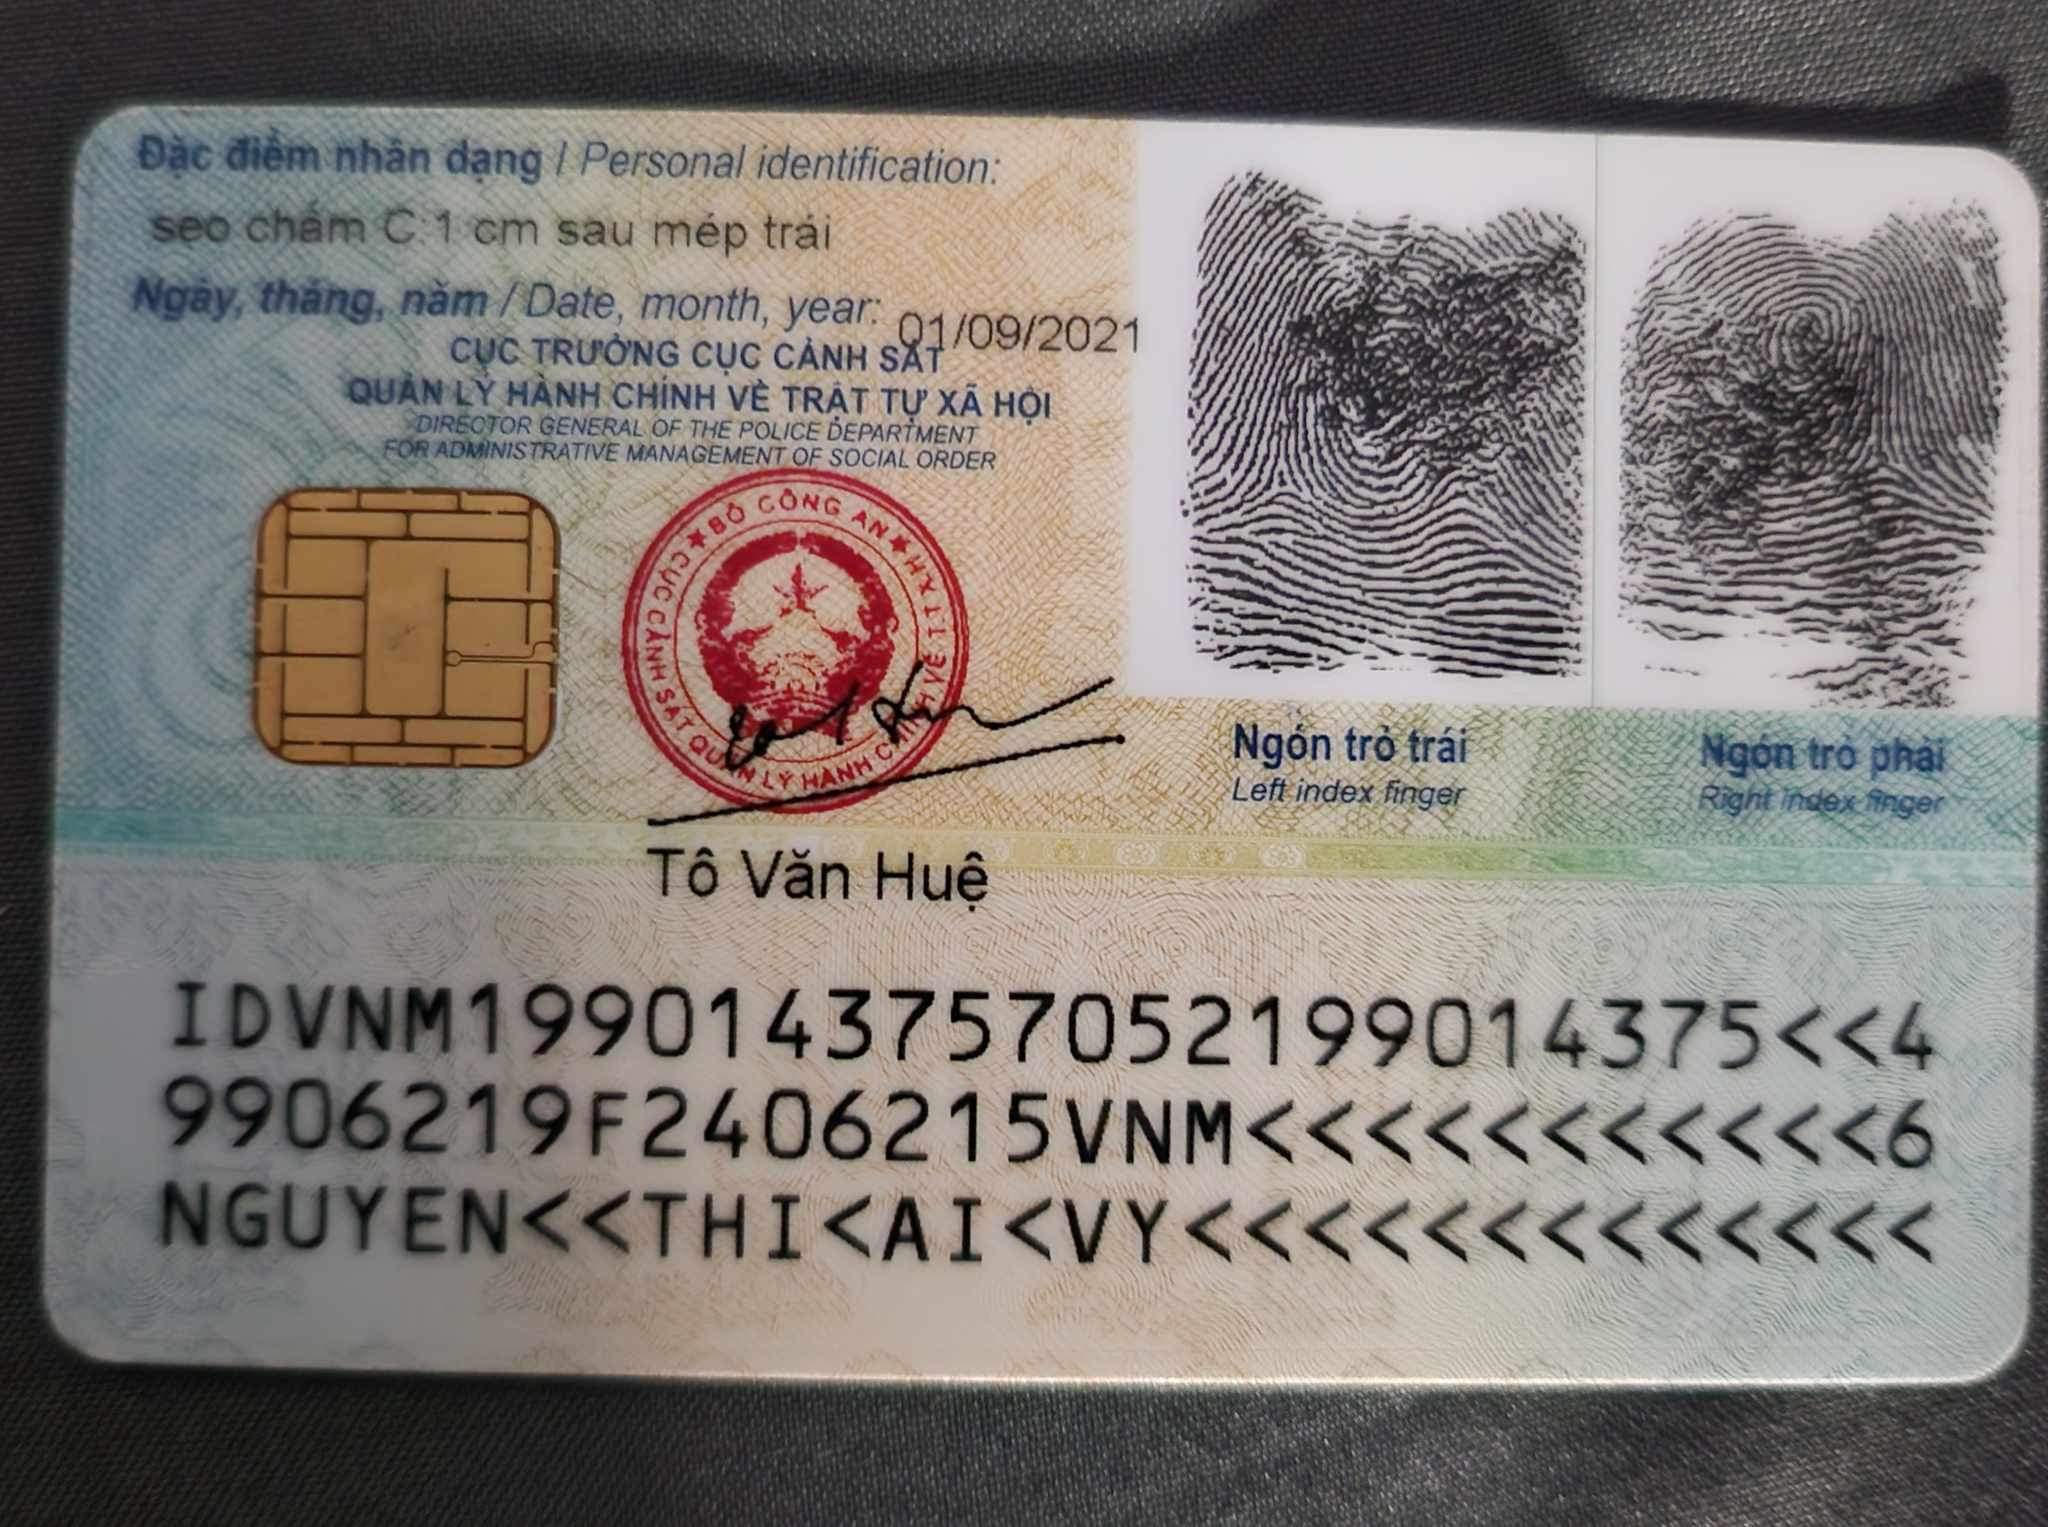 Đặc điểm nhân dạng / Personal identification:
sẹo chấm C:1 cm sau mép trái
Ngày, tháng, năm / Date, month, year: 01/09/2021
CỤC TRƯỞNG CỤC CẢNH SÁT
QUẢN LÝ HÀNH CHÍNH VỀ TRẬT TỰ XÃ HỘI
DIRECTOR GENERAL OF THE POLICE DEPARTMENT
FOR ADMINISTRATIVE MANAGEMENT OF SOCIAL ORDER
BỘ CÔNG AN
CỤC CẢNH SÁT QUẢN LÝ HÀNH CHÍNH VỀ TTXH
Tô Văn Huệ
Ngón trỏ trái
Left index finger
Ngón trỏ phải
Right index finger
IDVNM1990143757052199014375<<4
9906219F2406215VNM<<<<<<<<<<<6
NGUYEN<<THI<AI<VY<<<<<<<<<<<<<